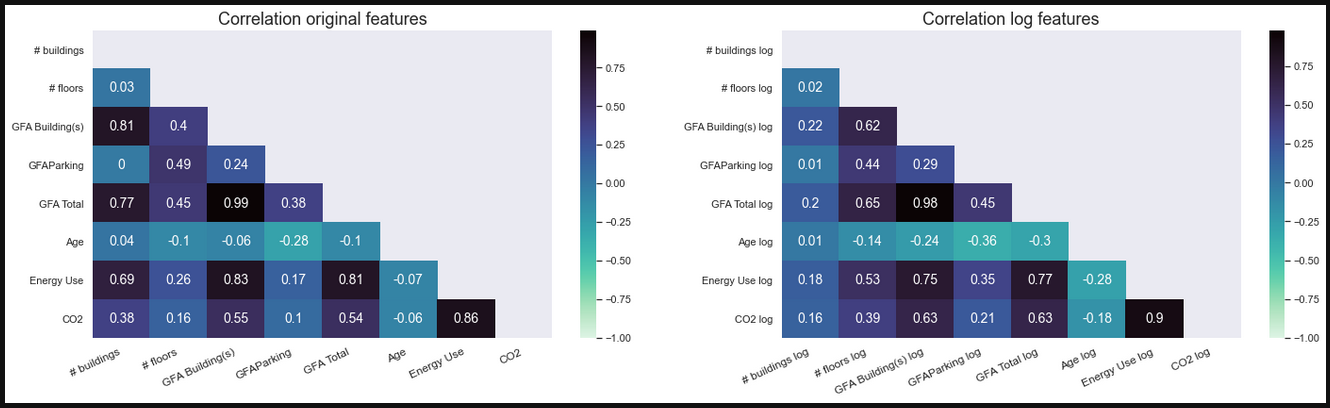 Correlation original features
# buildings
# floors 0.03
GFA Building(s) 0.81 0.4
GFAParking 0 0.49 0.24
GFA Total 0.77 0.45 0.99 0.38
Age 0.04 -0.1 -0.06 -0.28 -0.1
Energy Use 0.69 0.26 0.83 0.17 0.81 -0.07
CO2 0.38 0.16 0.55 0.1 0.54 -0.06 0.86
# buildings # floors GFA Building(s) GFAParking GFA Total Age Energy Use CO2
0.75
0.50
0.25
0.00
−0.25
−0.50
−0.75
−1.00
Correlation log features
# buildings log
# floors log 0.02
GFA Building(s) log 0.22 0.62
GFAParking log 0.01 0.44 0.29
GFA Total log 0.2 0.65 0.98 0.45
Age log 0.01 -0.14 -0.24 -0.36 -0.3
Energy Use log 0.18 0.53 0.75 0.35 0.77 -0.28
CO2 log 0.16 0.39 0.63 0.21 0.63 -0.18 0.9
# buildings log # floors log GFA Building(s) log GFAParking log GFA Total log Age log Energy Use log CO2 log
0.75
0.50
0.25
0.00
−0.25
−0.50
−0.75
−1.00